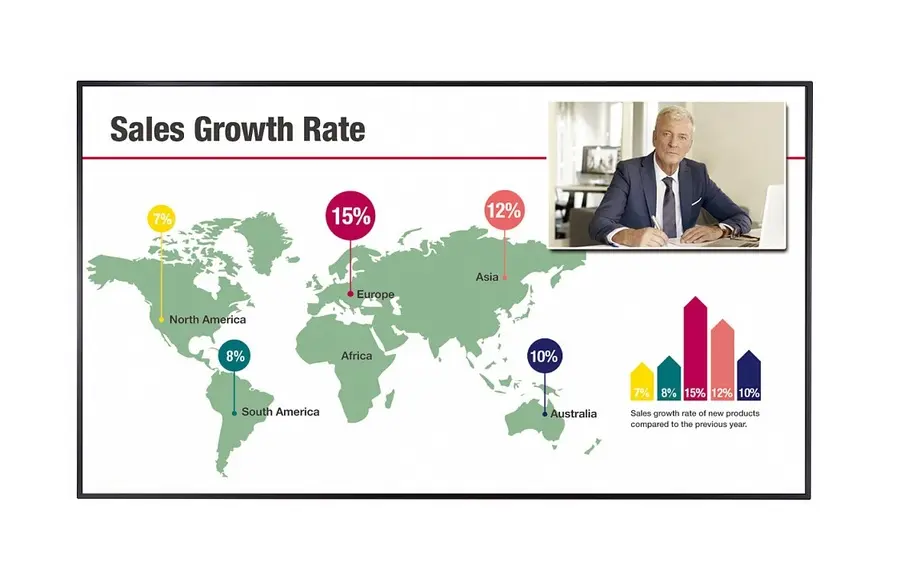 Sales Growth Rate
7%
15%
12%
Asia
Europe
North America
8%
Africa
10%
South America
Australia
7% 8% 15% 12% 10%
Sales growth rate of new products
compared to the previous year.